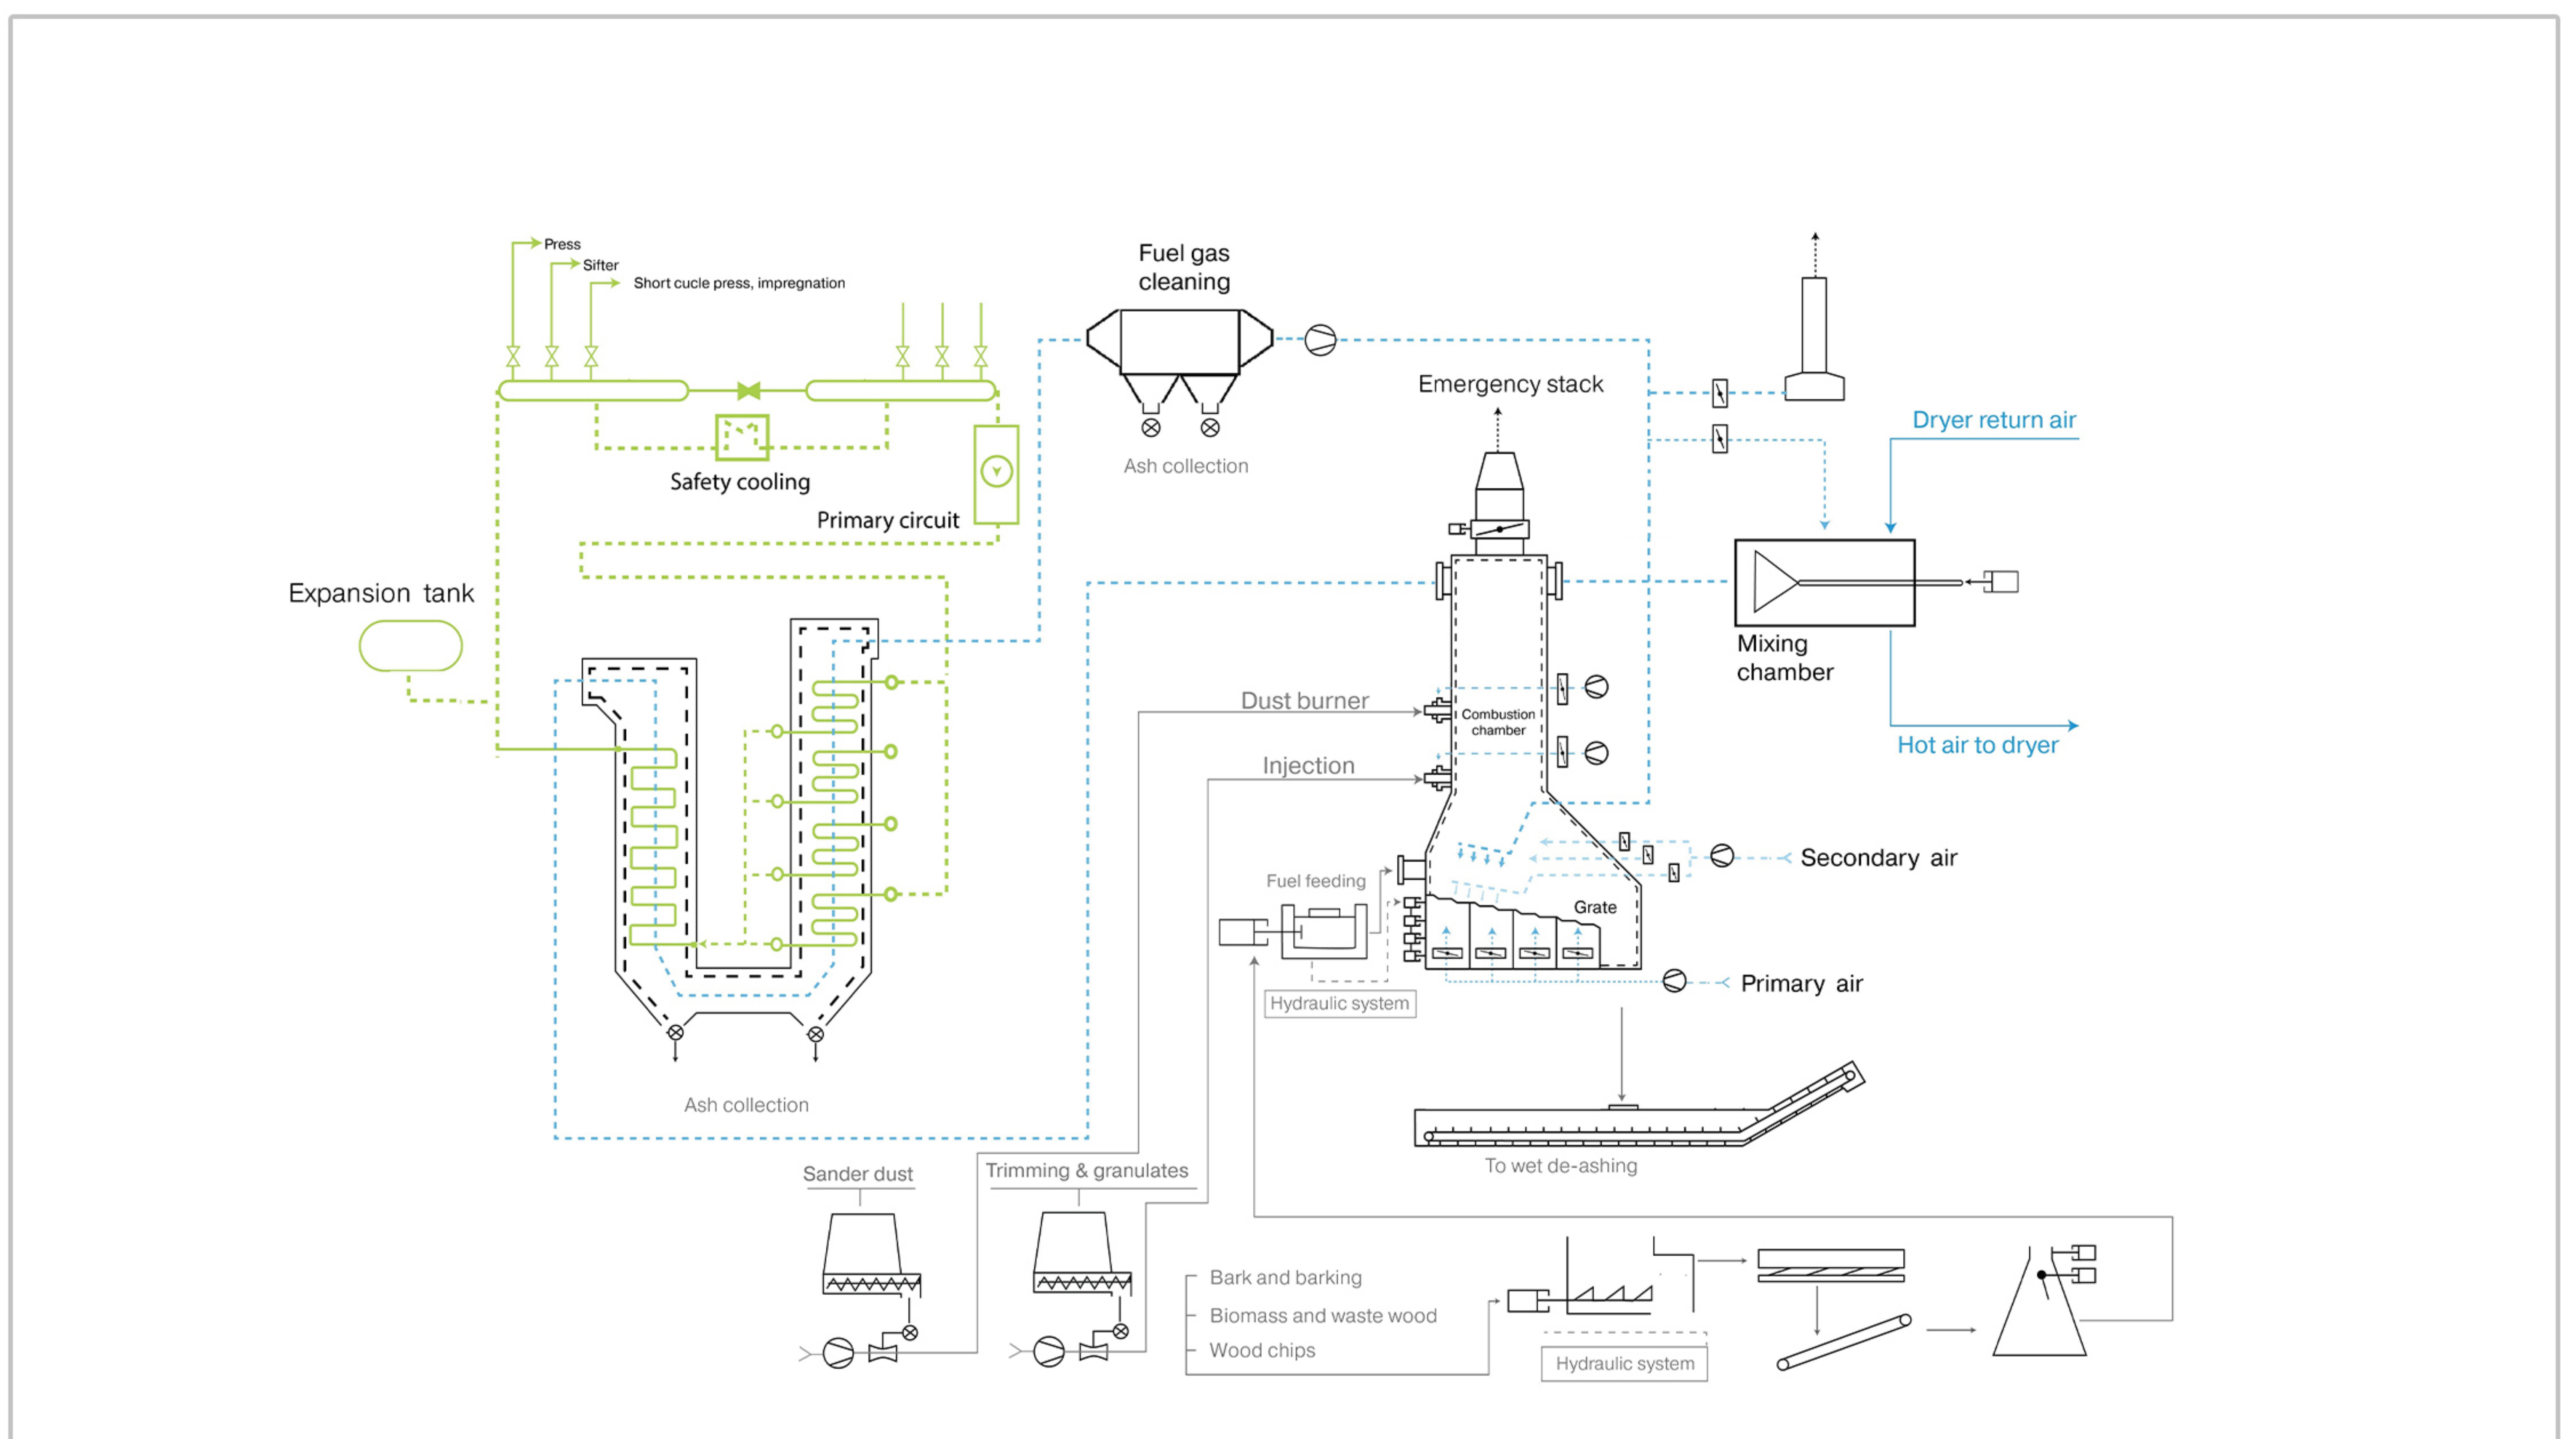 Press
Sifter
Short cucle press, impregnation
Fuel gas
cleaning
Emergency stack
Dryer return air
Ash collection
Safety cooling
Primary circuit
Expansion tank
Mixing
chamber
Dust burner
Combustion
chamber
Hot air to dryer
Injection
Secondary air
Fuel feeding
Grate
Primary air
Hydraulic system
Ash collection
To wet de-ashing
Sander dust
Trimming & granulates
Bark and barking
Biomass and waste wood
Wood chips
Hydraulic system